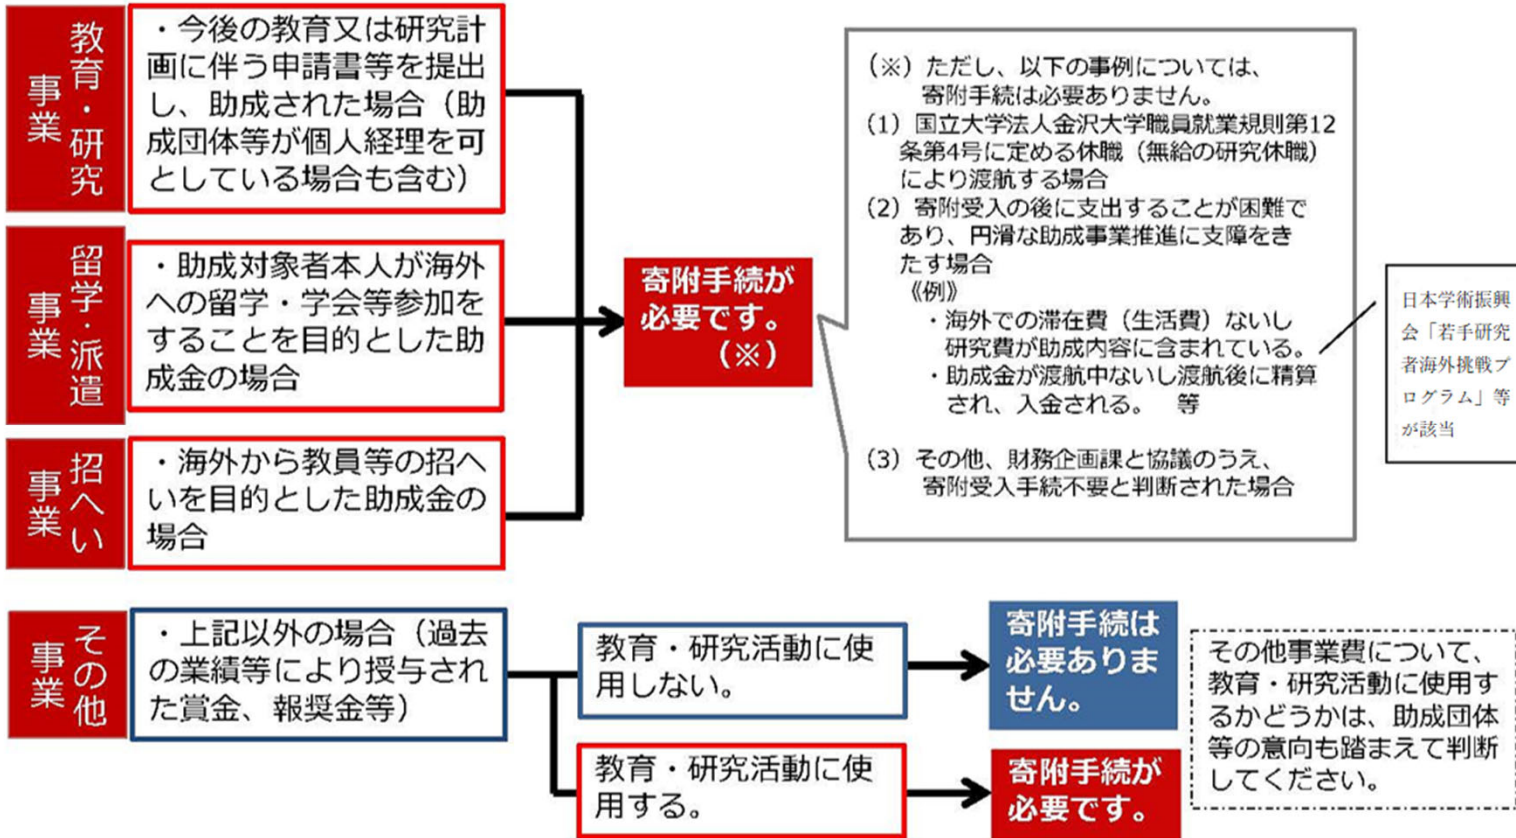 教育・研究
事業
・今後の教育又は研究計
画に伴う申請書等を提出
し、助成された場合（助
成団体等が個人経理を可
としている場合も含む）
留学・派遣
事業
・助成対象者本人が海外
への留学・学会等参加を
することを目的とした助
成金の場合
招へい
事業
・海外から教員等の招へ
いを目的とした助成金の
場合
寄附手続が
必要です。
（※）
（※）ただし、以下の事例については、
寄附手続は必要ありません。
（1）国立大学法人金沢大学職員就業規則第12
条第4号に定める休職（無給の研究休職）
により渡航する場合
（2）寄附受入の後に支出することが困難で
あり、円滑な助成事業推進に支障をき
たす場合
《例》
・海外での滞在費（生活費）ないし
研究費が助成内容に含まれている。
・助成金が渡航中ないし渡航後に精算
され、入金される。　等
（3）その他、財務企画課と協議のうえ、
寄附受入手続不要と判断された場合
日本学術振興
会「若手研究
者海外挑戦プ
ログラム」等
が該当
その他
事業
・上記以外の場合（過去
の業績等により授与され
た賞金、報奨金等）
教育・研究活動に使
用しない。
寄附手続は
必要ありま
せん。
教育・研究活動に使
用する。
寄附手続が
必要です。
その他事業費について、
教育・研究活動に使用す
るかどうかは、助成団体
等の意向も踏まえて判断
してください。